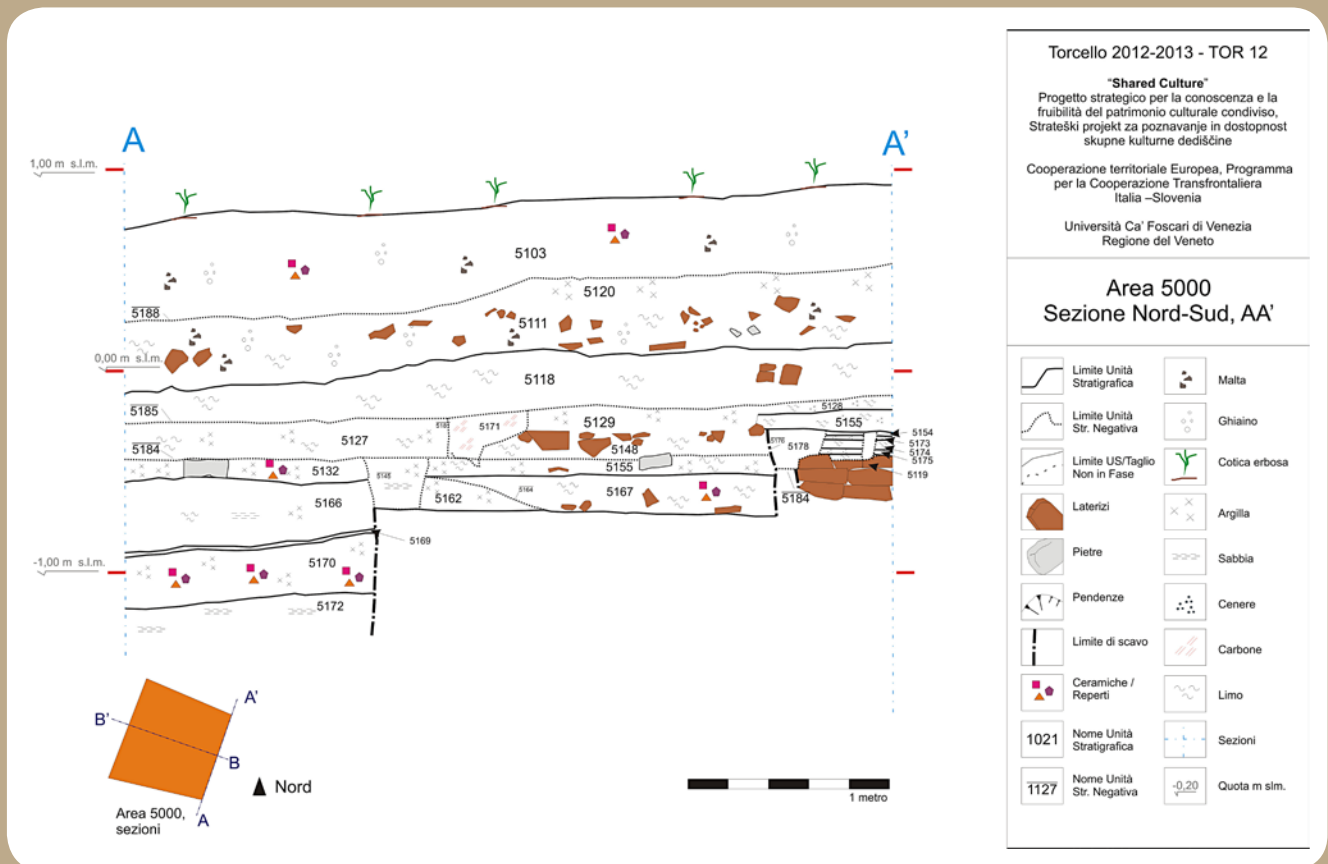 A
A'
1,00 m s.l.m.
5103
5120
5188
5111
0,00 m s.l.m.
5118
5185
5128
5129
5155
5171
5127
5184
5154
5176
5178
5173
5148
5174
5132
5155
5175
5145
5119
5166
5162
5164
5167
5184
5169
5170
-1,00 m s.l.m.
5172
A'
B'
B
A
Nord
Area 5000,
sezioni
1 metro
Torcello 2012-2013 - TOR 12
"Shared Culture"
Progetto strategico per la conoscenza e la
fruibilità del patrimonio culturale condiviso,
Strateški projekt za poznavanje in dostopnost
skupne kulturne dediščine
Cooperazione territoriale Europea, Programma
per la Cooperazione Transfrontaliera
Italia –Slovenia
Università Ca' Foscari di Venezia
Regione del Veneto
Area 5000
Sezione Nord-Sud, AA'
Limite Unità
Stratigrafica
Limite Unità
Str. Negativa
Limite US/Taglio
Non in Fase
Laterizi
Pietre
Pendenze
Limite di scavo
Ceramiche /
Reperti
1021
Nome Unità
Stratigrafica
1127
Nome Unità
Str. Negativa
Malta
Ghiaino
Cotica erbosa
Argilla
Sabbia
Cenere
Carbone
Limo
Sezioni
-0,20
Quota m slm.